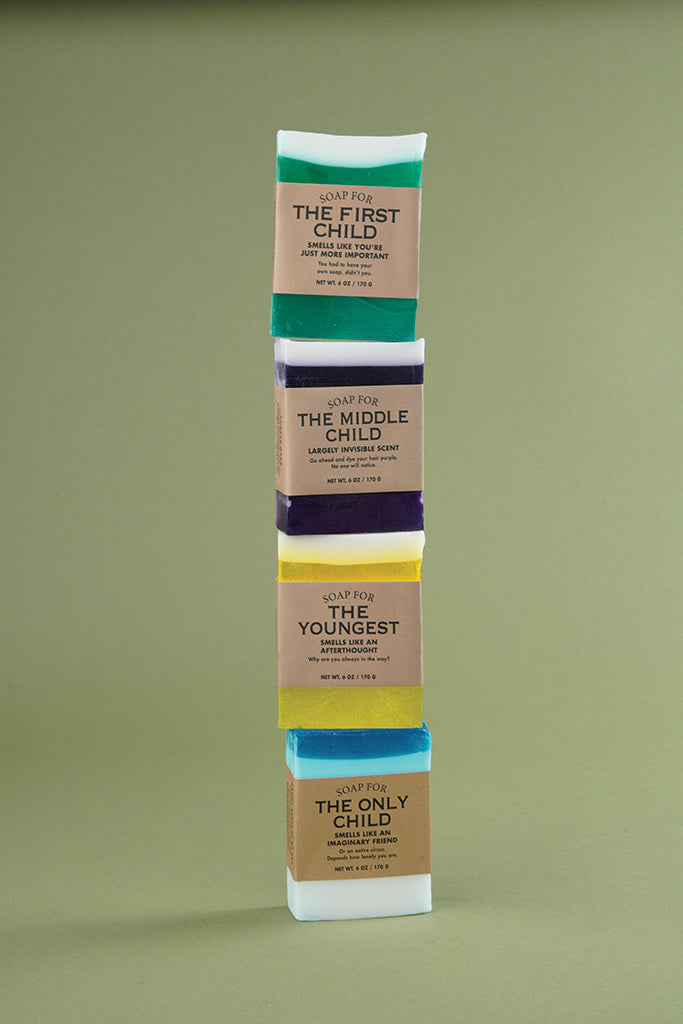 SOAP FOR
THE FIRST
CHILD
SMELLS LIKE YOU'RE
JUST MORE IMPORTANT
You had to have your
own soap, didn't you.
NET WT. 6 OZ / 170 G
SOAP FOR
THE MIDDLE
CHILD
LARGELY INVISIBLE SCENT
Go ahead and dye your hair purple.
No one will notice.
NET WT. 6 OZ / 170 G
SOAP FOR
THE
YOUNGEST
SMELLS LIKE AN
AFTERTHOUGHT
Why are you always in the way?
NET WT. 6 OZ / 170 G
SOAP FOR
THE ONLY
CHILD
SMELLS LIKE AN
IMAGINARY FRIEND
Or an entire circus.
Depends how lonely you are.
NET WT. 6 OZ / 170 G